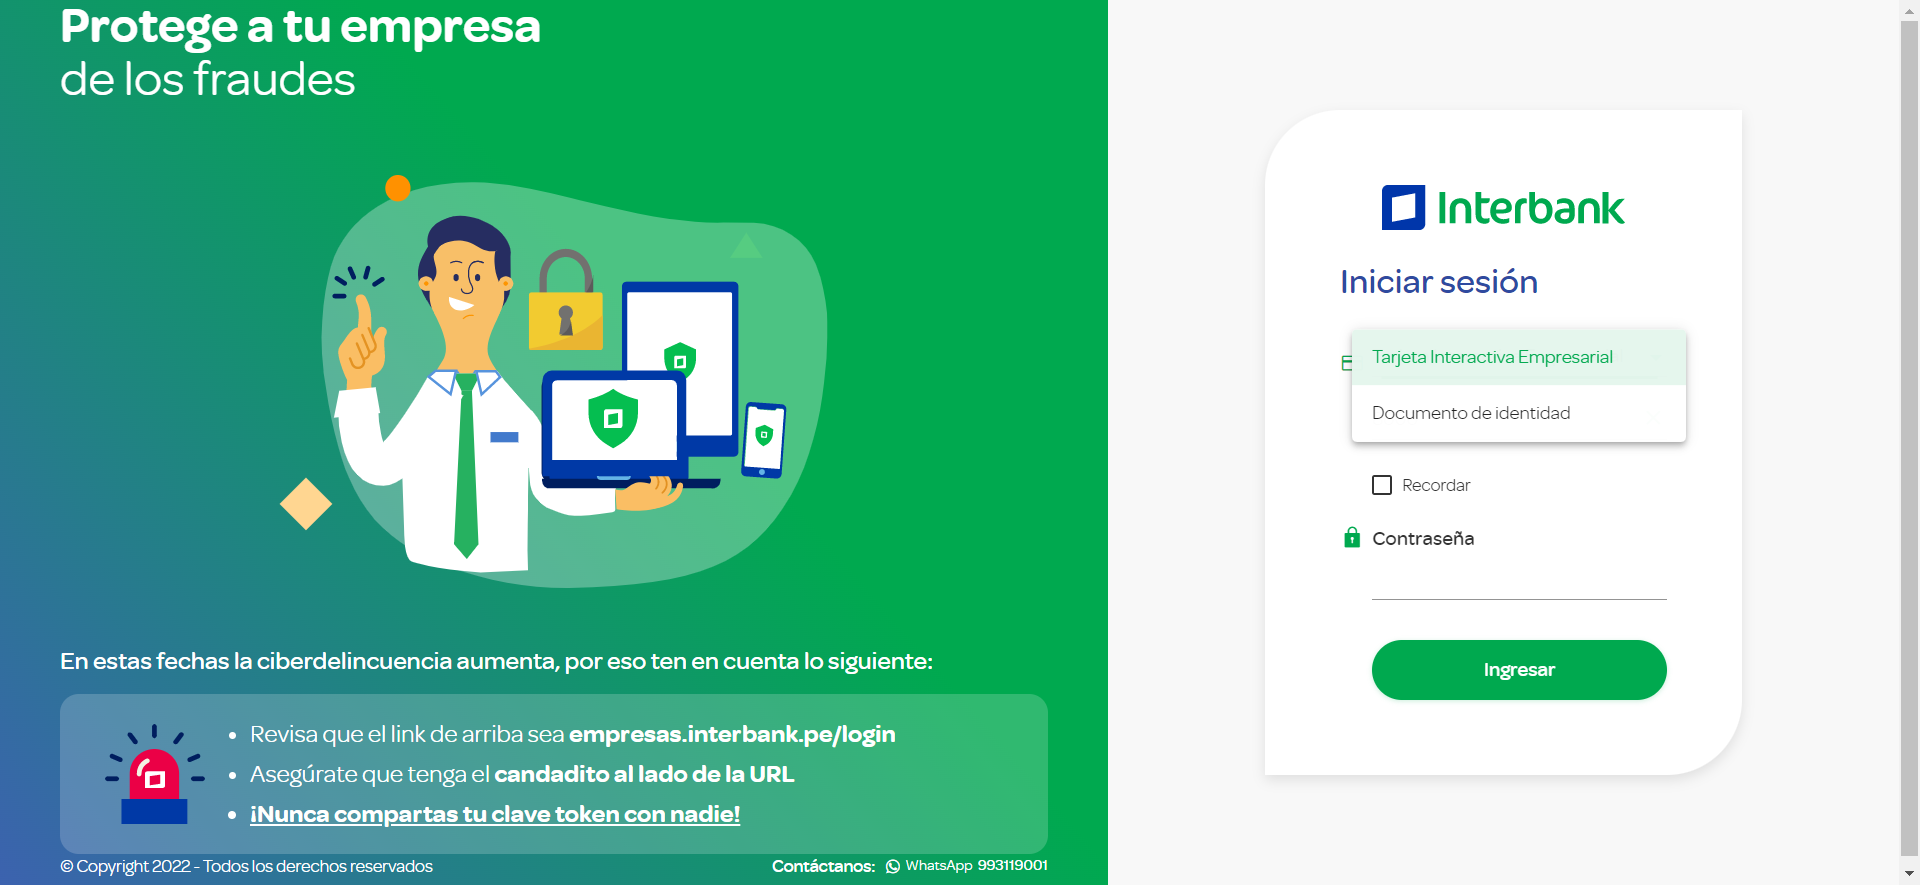 Protege a tu empresa
de los fraudes
En estas fechas la ciberdelincuencia aumenta, por eso ten en cuenta lo siguiente:
• Revisa que el link de arriba sea empresas.interbank.pe/login
• Asegúrate que tenga el candadito al lado de la URL
• ¡Nunca compartas tu clave token con nadie!
© Copyright 2022 - Todos los derechos reservados
Contáctanos: WhatsApp 993119001
Interbank
Iniciar sesión
Tarjeta Interactiva Empresarial
Documento de identidad
Recordar
Contraseña
Ingresar